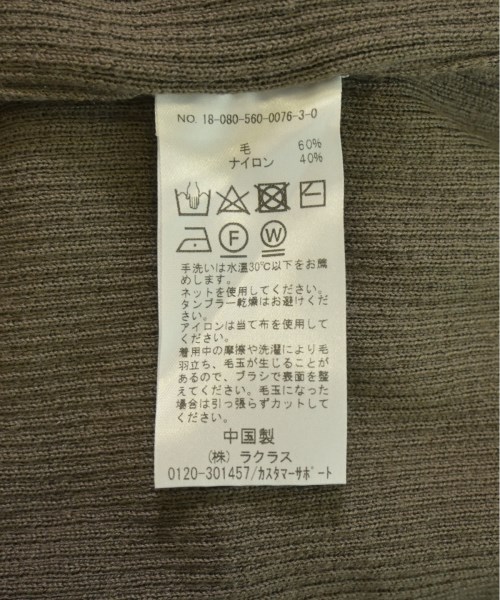 NO. 18-080-560-0076-3-0
毛 60%
ナイロン 40%
F W
手洗いは水温30℃以下をお薦
めします。
ネットを使用してください。
タンブラー乾燥はお避けくだ
さい。
アイロンは当て布を使用して
ください。
着用中の摩擦や洗濯により毛
羽立ち、毛玉が生じることが
あるので、ブラシで表面を整
えてください。毛玉になった
場合は引っ張らずカットして
ください。
中国製
(株) ラクラス
0120-301457/カスタマーサポート